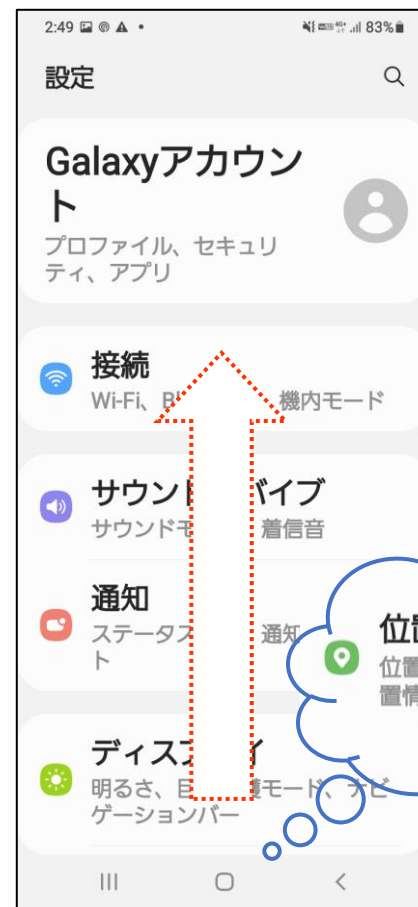 2:49
40+ 83%
設定
Galaxyアカウン
ト
プロファイル、セキュリ
ティ、アプリ
接続
Wi-Fi、 機内モード
サウン バイブ
サウンドモ 着信音
通知
ステータス 通知
ト
位
位置
置情
ディス イ
明るさ、目 モード、ナビ
ゲーションバー